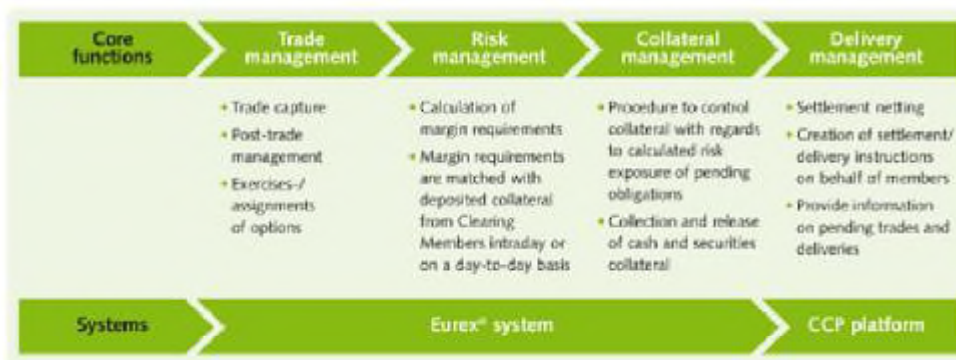 Core
functions
Trade
management
Risk
management
Collateral
management
Delivery
management
• Trade capture
• Post-trade
management
• Exercises-/
assignments
of options
• Calculation of
margin requirements
• Margin requirements
are matched with
deposited collateral
from Clearing
Members intraday or
on a day-to-day basis
• Procedure to control
collateral with regards
to calculated risk
exposure of pending
obligations
• Collection and release
of cash and securities
collateral
• Settlement netting
• Creation of settlement/
delivery instructions
on behalf of members
• Provide information
on pending trades and
deliveries
Systems
Eurex® system
CCP platform